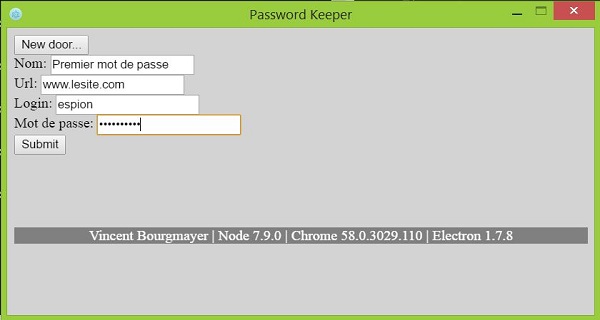 Password Keeper
New door...
Nom: Premier mot de passe
Url: www.lesite.com
Login: espion
Mot de passe: ••••••••••
Submit
Vincent Bourgmayer | Node 7.9.0 | Chrome 58.0.3029.110 | Electron 1.7.8